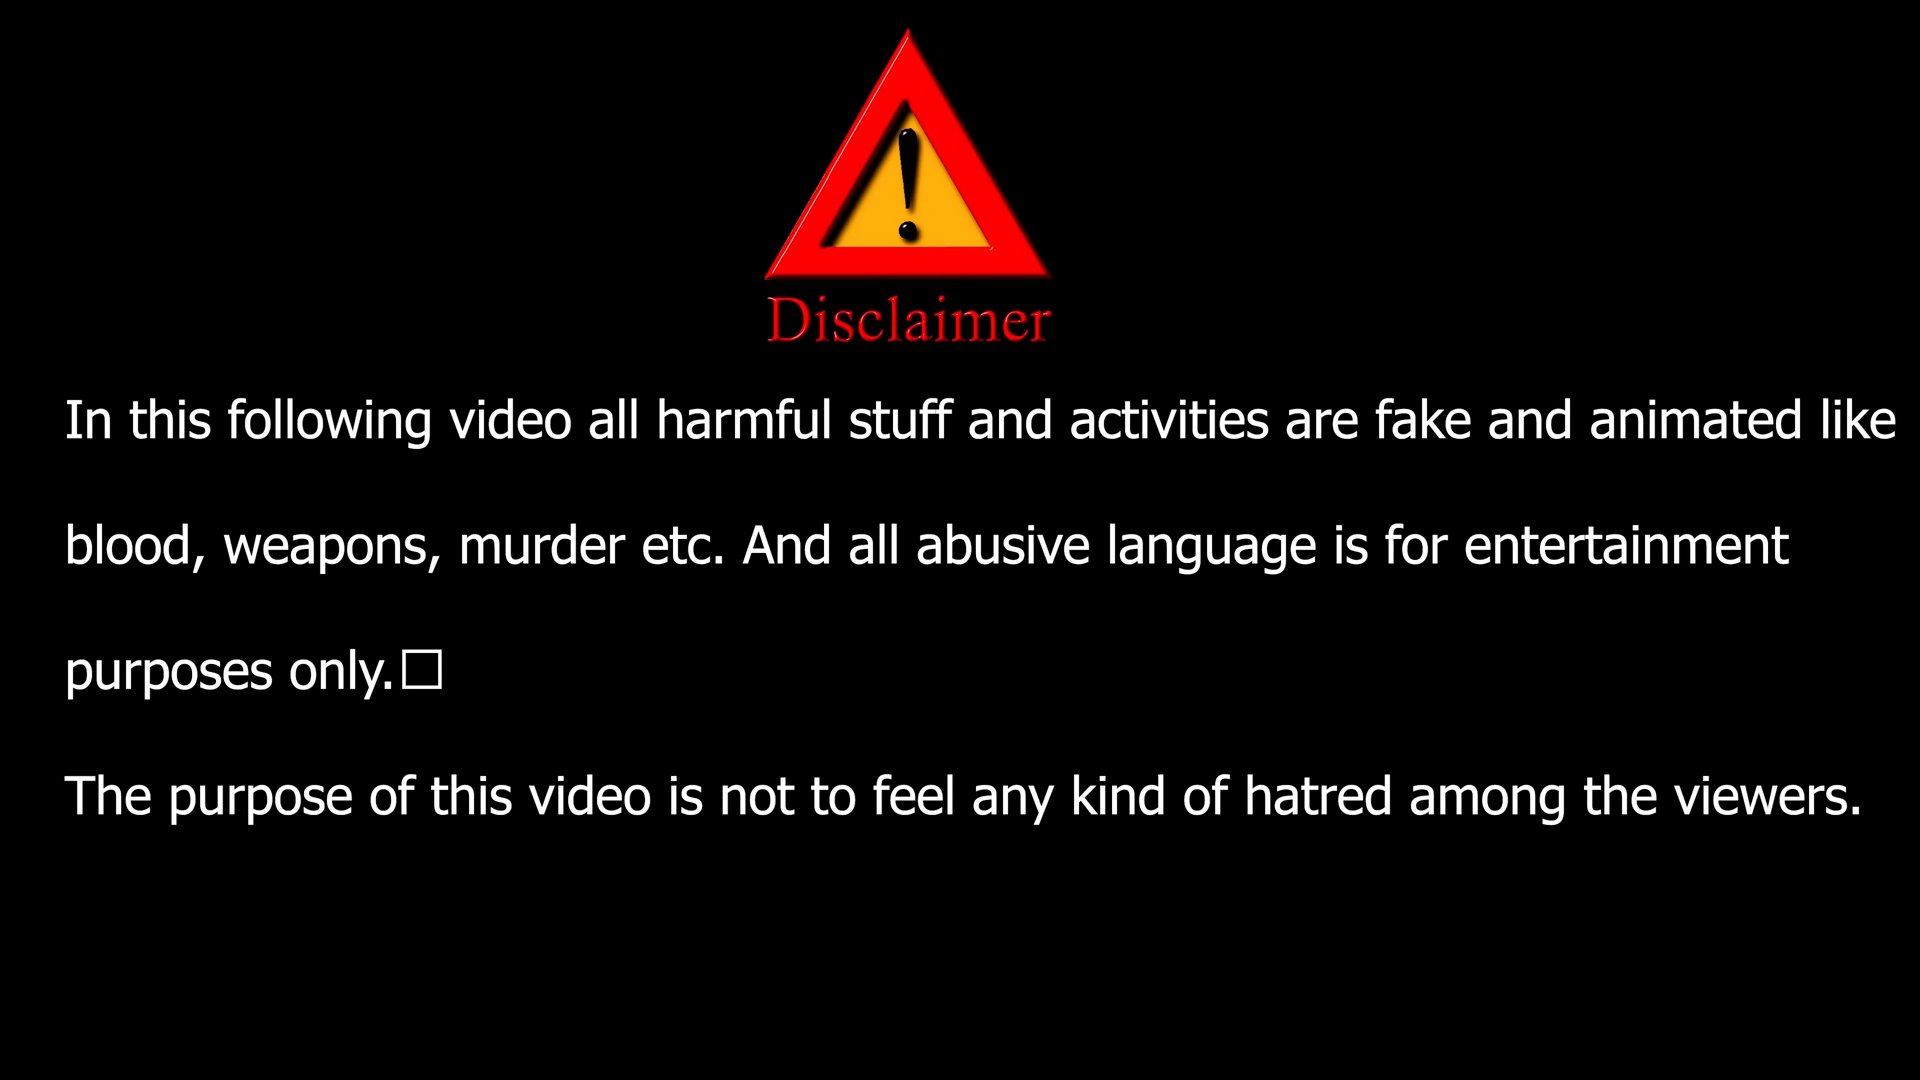 Disclaimer
In this following video all harmful stuff and activities are fake and animated like
blood, weapons, murder etc. And all abusive language is for entertainment
purposes only.□
The purpose of this video is not to feel any kind of hatred among the viewers.